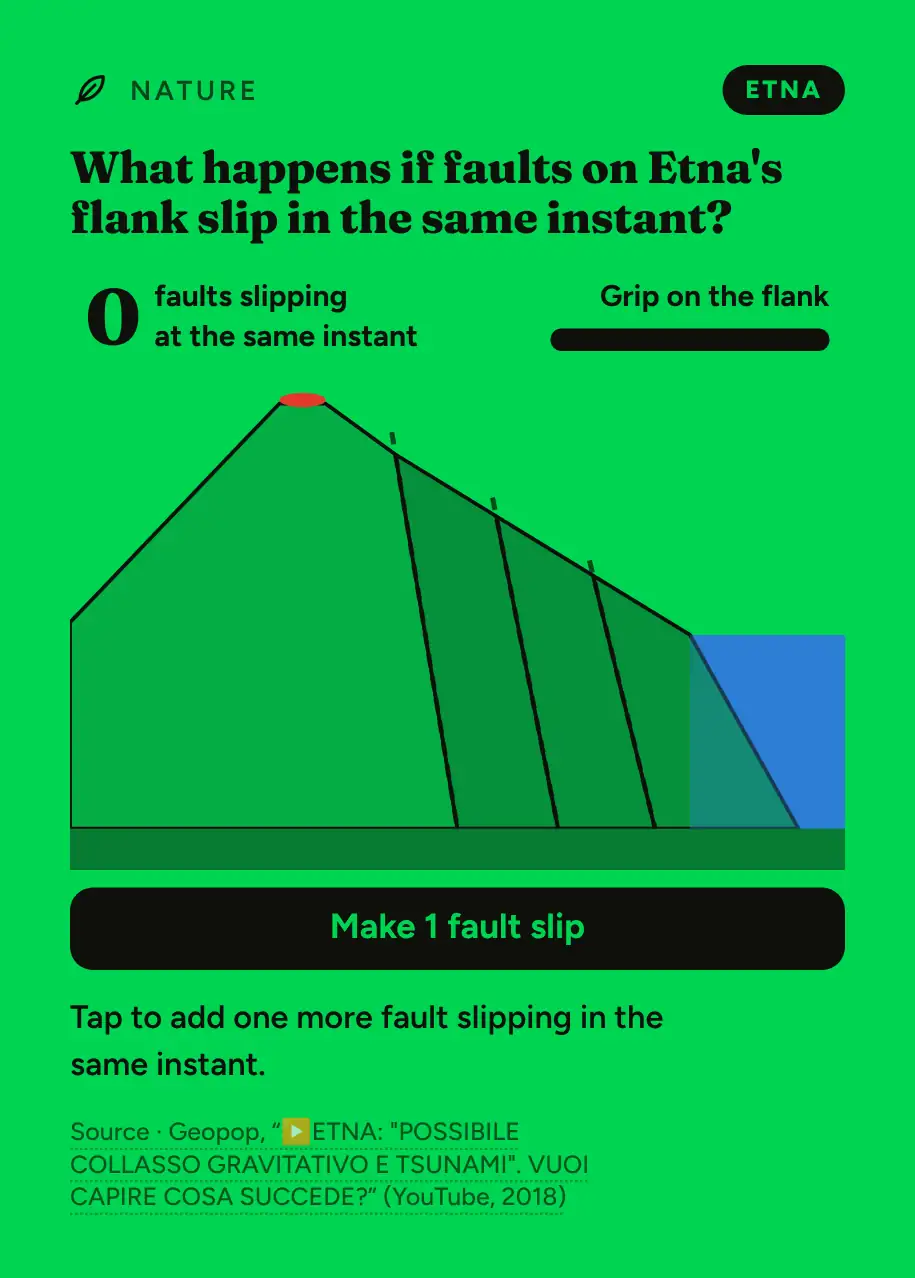 NATURE
ETNA
What happens if faults on Etna's
flank slip in the same instant?
0
faults slipping
at the same instant
Grip on the flank
Make 1 fault slip
Tap to add one more fault slipping in the
same instant.
Source · Geopop, “▶️ETNA: "POSSIBILE
COLLASSO GRAVITATIVO E TSUNAMI". VUOI
CAPIRE COSA SUCCEDE?” (YouTube, 2018)